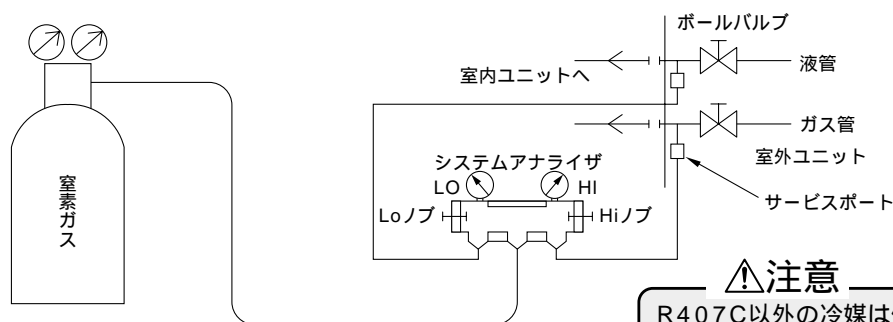 ボールバルブ
液管
室内ユニットへ
ガス管
室外ユニット
サービスポート
システムアナライザ
LO
HI
Loノブ
Hiノブ
窒素ガス
注意
R407C以外の冷媒は